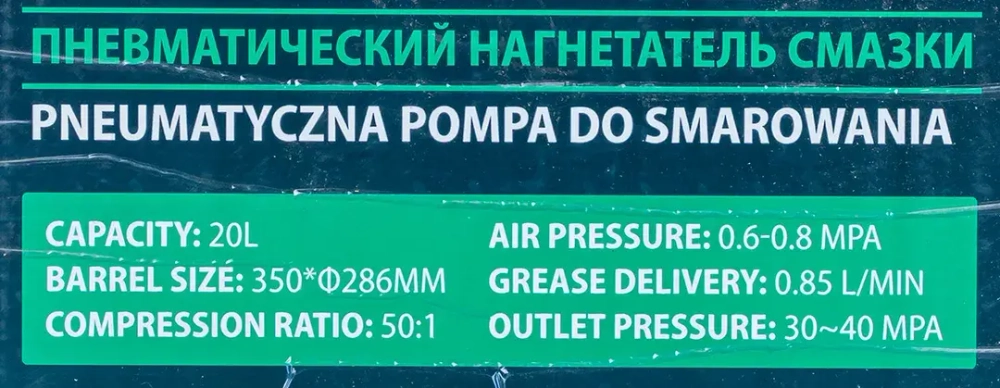 ПНЕВМАТИЧЕСКИЙ НАГНЕТАТЕЛЬ СМАЗКИ
PNEUMATYCZNA POMPA DO SMAROWANIA
CAPACITY: 20L
BARREL SIZE: 350*Φ286MM
COMPRESSION RATIO: 50:1
AIR PRESSURE: 0.6-0.8 MPA
GREASE DELIVERY: 0.85 L/MIN
OUTLET PRESSURE: 30~40 MPA